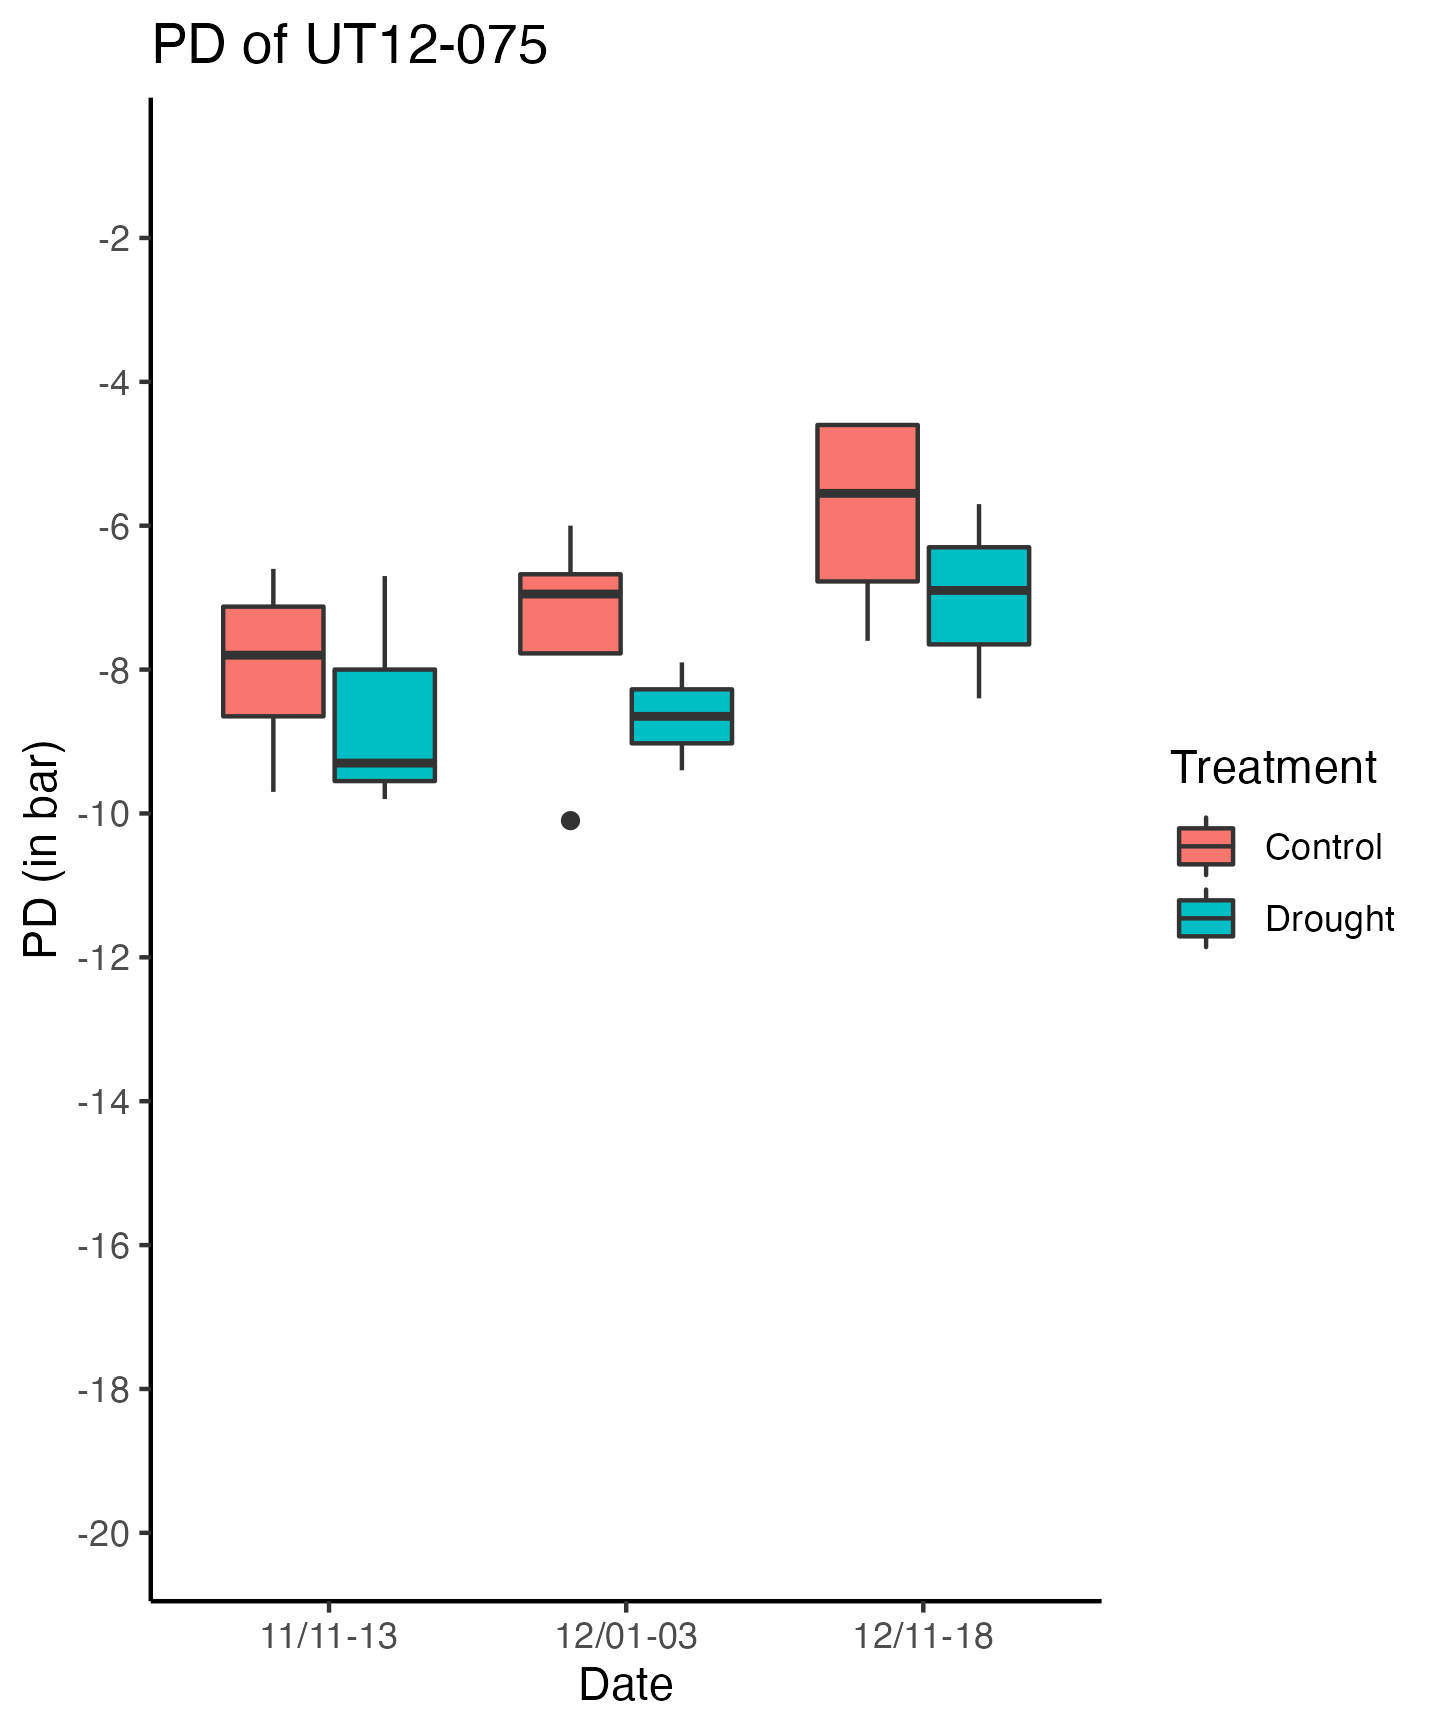 PD of UT12-075
PD (in bar)
-2
-4
-6
-8
-10
-12
-14
-16
-18
-20
11/11-13
12/01-03
12/11-18
Date
Treatment
Control
Drought